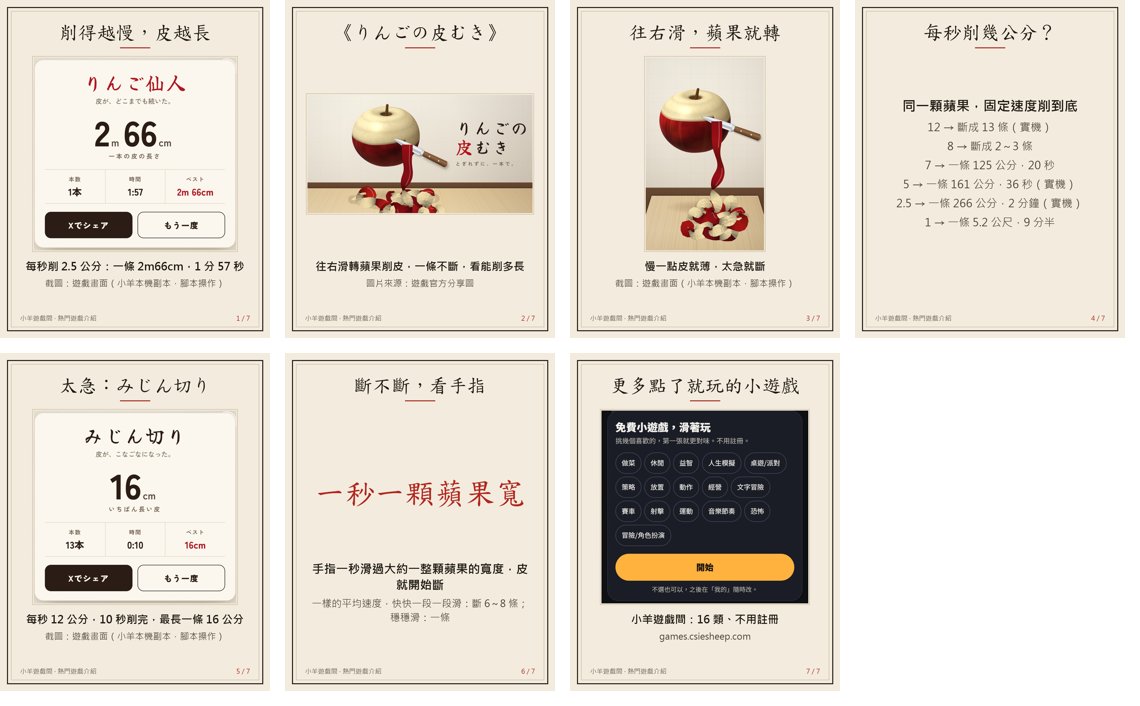 削得越慢，皮越長
りんご仙人
皮が、どこまでも続いた。
2m 66cm
一本の皮の長さ
本数 時間 ベスト
1本 1:57 2m 66cm
Xでシェア もう一度
每秒削 2.5 公分：一條 2m66cm · 1 分 57 秒
截圖：遊戲畫面（小羊本機副本 · 腳本操作）
小羊遊戲間 · 熱門遊戲介紹 1/7
《りんごの皮むき》
りんごの
皮むき
とぎれずに、一本で。
往右滑轉蘋果削皮 · 一條不斷 · 看能削多長
圖片來源：遊戲官方分享圖
小羊遊戲間 · 熱門遊戲介紹 2/7
往右滑，蘋果就轉
慢一點皮就薄 · 太急就斷
截圖：遊戲畫面（小羊本機副本 · 腳本操作）
小羊遊戲間 · 熱門遊戲介紹 3/7
每秒削幾公分？
同一顆蘋果，固定速度削到底
12 → 斷成 13 條（實機）
8 → 斷成 2~3 條
7 → 一條 125 公分 · 20 秒
5 → 一條 161 公分 · 36 秒（實機）
2.5 → 一條 266 公分 · 2 分鐘（實機）
1 → 一條 5.2 公尺 · 9 分半
小羊遊戲間 · 熱門遊戲介紹 4/7
太急：みじん切り
みじん切り
皮が、こなごなになった。
16cm
いちばん長い皮
本数 時間 ベスト
13本 0:10 16cm
Xでシェア もう一度
每秒 12 公分 · 10 秒削完 · 最長一條 16 公分
截圖：遊戲畫面（小羊本機副本 · 腳本操作）
小羊遊戲間 · 熱門遊戲介紹 5/7
斷不斷，看手指
一秒一顆蘋果寬
手指一秒滑過大約一整顆蘋果的寬度 · 皮
就開始斷
一樣的平均速度 · 快快一段一段滑：斷 6~8 條；
穩穩滑：一條
小羊遊戲間 · 熱門遊戲介紹 6/7
更多點了就玩的小遊戲
免費小遊戲，滑著玩
挑幾個喜歡的，第一張就更對味。不用註冊。
做菜 休閒 益智 人生模擬 桌遊/派對
策略 放置 動作 經營 文字冒險
賽車 射擊 運動 音樂節奏 恐怖
冒險/角色扮演
開始
不選也可以，之後在「我的」隨時改。
小羊遊戲間：16 類、不用註冊
games.csiesheep.com
小羊遊戲間 · 熱門遊戲介紹 7/7